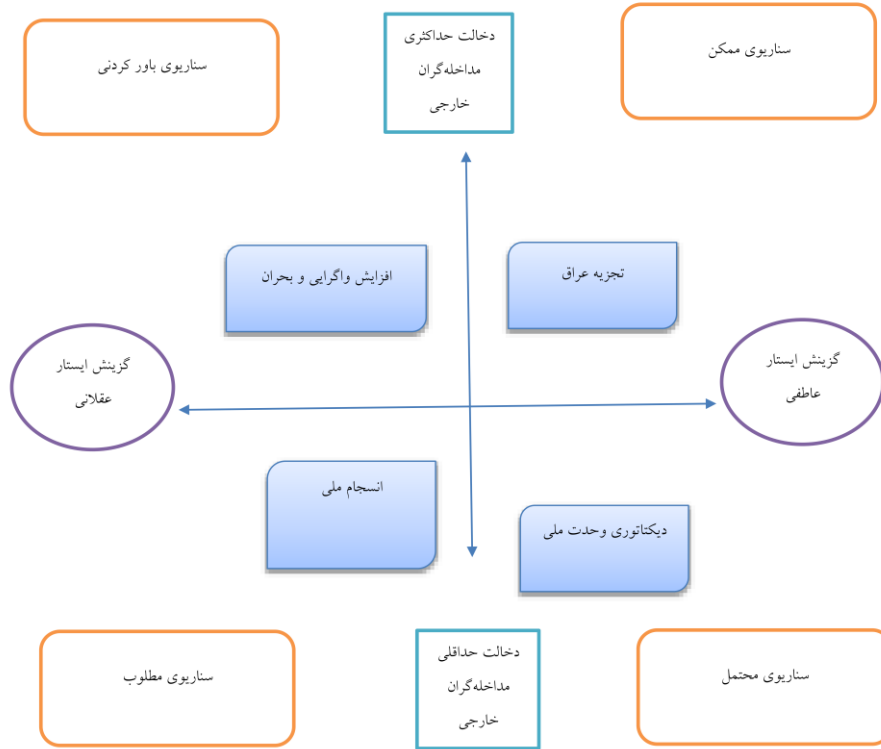 سناریوی ممکن
دخالت حداکثری
مداخله‌گران
خارجی
سناریوی باور کردنی
تجزیه عراق
افزایش واگرایی و بحران
گزینش ایستار
عاطفی
گزینش ایستار
عقلانی
انسجام ملی
دیکتاتوری وحدت ملی
سناریوی محتمل
دخالت حداقلی
مداخله‌گران
خارجی
سناریوی مطلوب